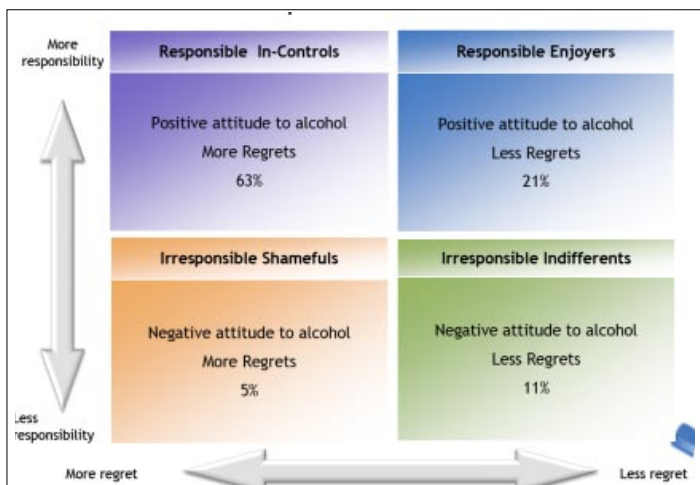 More
responsibility
Responsible In-Controls
Responsible Enjoyers
Positive attitude to alcohol
More Regrets
63%
Positive attitude to alcohol
Less Regrets
21%
Irresponsible Shamefuls
Irresponsible Indifferents
Negative attitude to alcohol
More Regrets
5%
Negative attitude to alcohol
Less Regrets
11%
Less
responsibility
More regret
Less regret